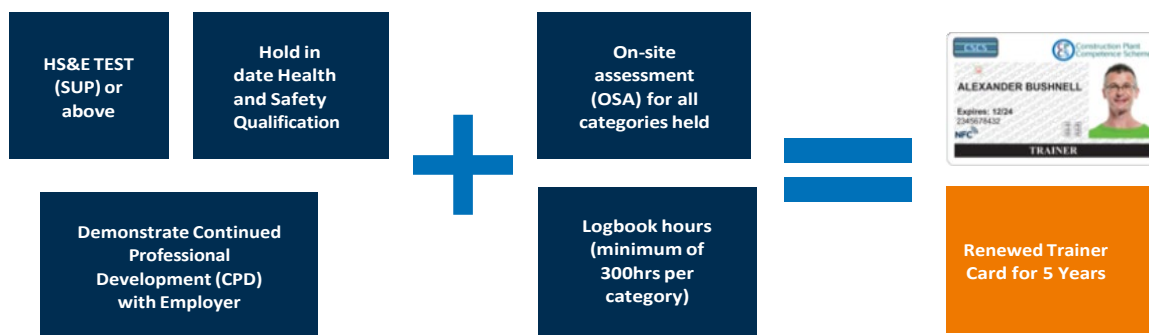 HS&E TEST
(SUP) or
above
Hold in
date Health
and Safety
Qualification
Demonstrate Continued
Professional
Development (CPD)
with Employer
On-site
assessment
(OSA) for all
categories held
Logbook hours
(minimum of
300hrs per
category)
CSCS
Construction Plant
Competence Scheme
ALEXANDER BUSHNELL
Expires: 12/24
2345678432
NFC
TRAINER
Renewed Trainer
Card for 5 Years